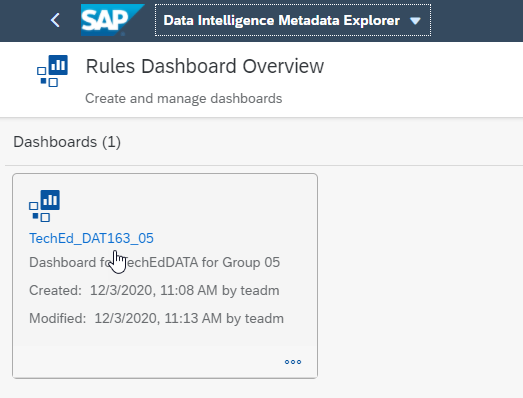 SAP Data Intelligence Metadata Explorer
Rules Dashboard Overview
Create and manage dashboards
Dashboards (1)
TechEd_DAT163_05
Dashboard fo TechEdDATA for Group 05
Created: 12/3/2020, 11:08 AM by teadm
Modified: 12/3/2020, 11:13 AM by teadm